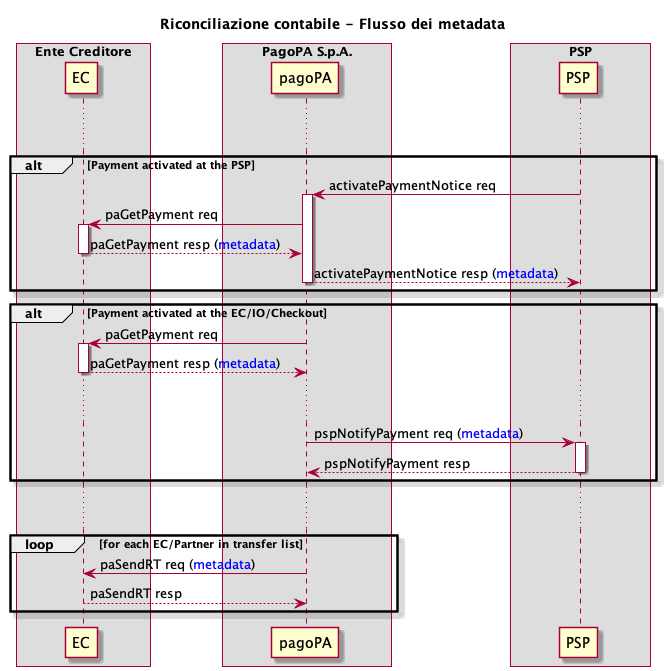 Riconciliazione contabile - Flusso dei metadata
Ente Creditore
PagoPA S.p.A.
PSP
EC
pagoPA
PSP
alt
[Payment activated at the PSP]
activatePaymentNotice req
paGetPayment req
paGetPayment resp (metadata)
activatePaymentNotice resp (metadata)
alt
[Payment activated at the EC/IO/Checkout]
paGetPayment req
paGetPayment resp (metadata)
pspNotifyPayment req (metadata)
pspNotifyPayment resp
loop
[for each EC/Partner in transfer list]
paSendRT req (metadata)
paSendRT resp
EC
pagoPA
PSP